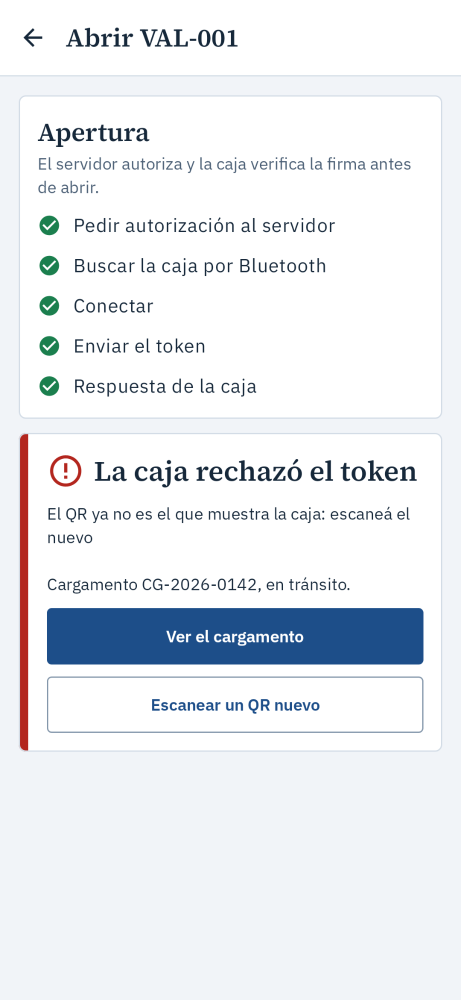 Abrir VAL-001
Apertura
El servidor autoriza y la caja verifica la firma antes
de abrir.
Pedir autorización al servidor
Buscar la caja por Bluetooth
Conectar
Enviar el token
Respuesta de la caja
La caja rechazó el token
El QR ya no es el que muestra la caja: escaneá el
nuevo
Cargamento CG-2026-0142, en tránsito.
Ver el cargamento
Escanear un QR nuevo